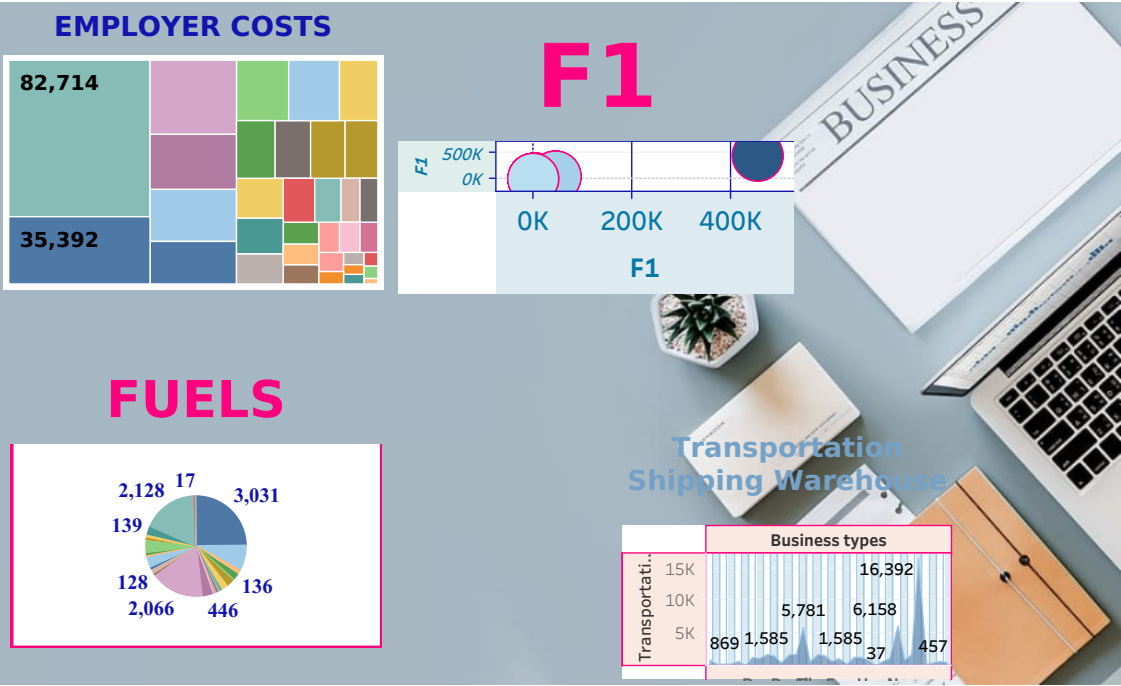 EMPLOYER COSTS
82,714
35,392
F1
F1
500K
0K
0K 200K 400K
F1
BUSINESS
FUELS
17
2,128
3,031
139
128
136
2,066
446
Transportation
Shipping Warehouse
Business types
Transportati...
15K
10K
5K
16,392
5,781
6,158
869
1,585
1,585
37
457